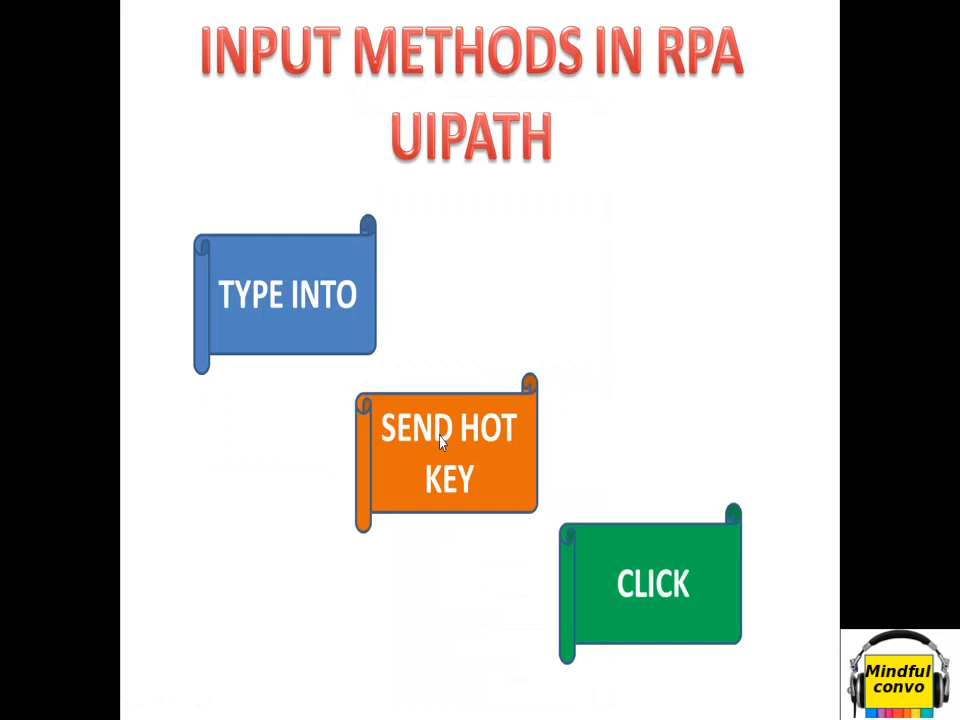 INPUT METHODS IN RPA
UIPATH
TYPE INTO
SEND HOT
KEY
CLICK
Mindful
convo